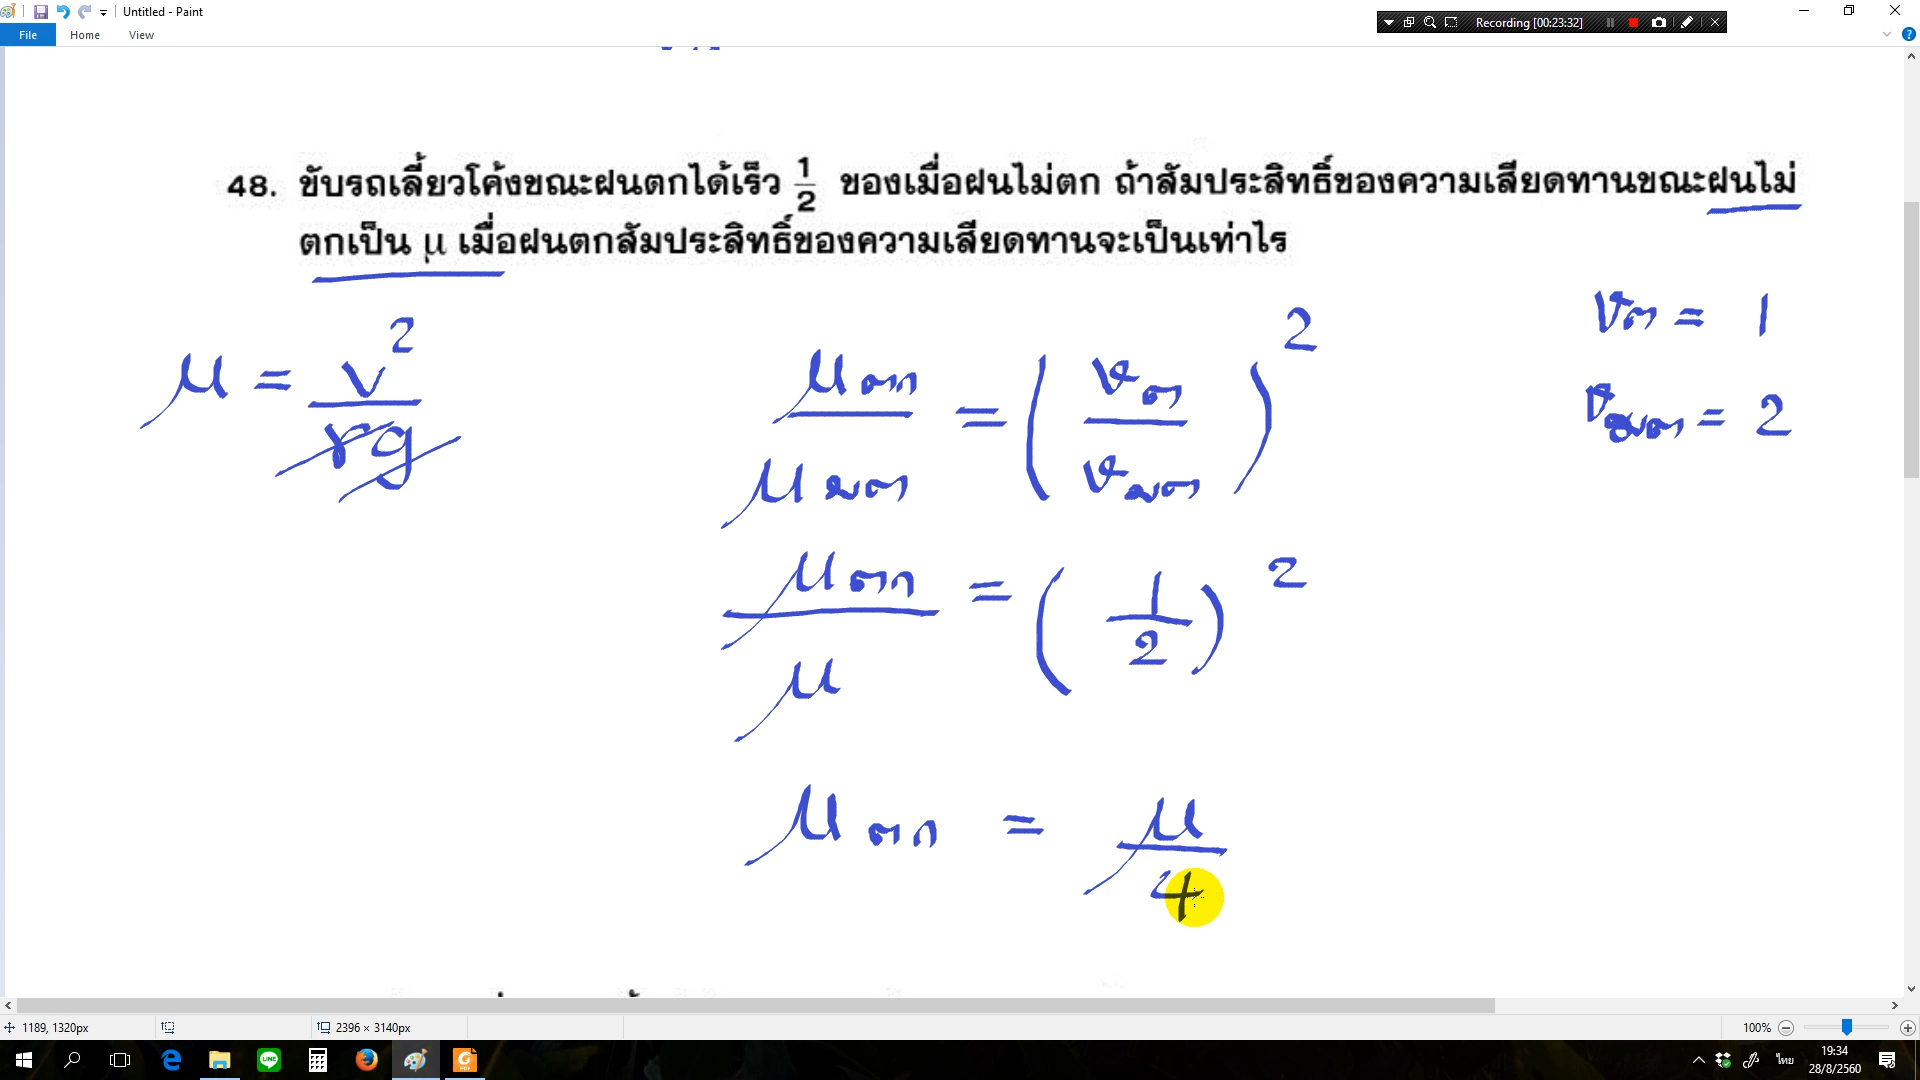 Untitled - Paint
Recording [00:23:32]
File Home View
48. ขับรถเลี้ยวโค้งขณะฝนตกได้เร็ว 1/2 ของเมื่อฝนไม่ตก ถ้าสัมประสิทธิ์ของความเสียดทานขณะฝนไม่
ตกเป็น μ เมื่อฝนตกสัมประสิทธิ์ของความเสียดทานจะเป็นเท่าไร
μ = v²/rg
μตก/μมตก = (vตก/vมตก)²
vตก = 1
vมตก = 2
μตก/μ = (1/2)²
μตก = μ/4
1189, 1320px
2396 × 3140px
100%
LINE
PDF
ไทย
19:34
28/8/2560